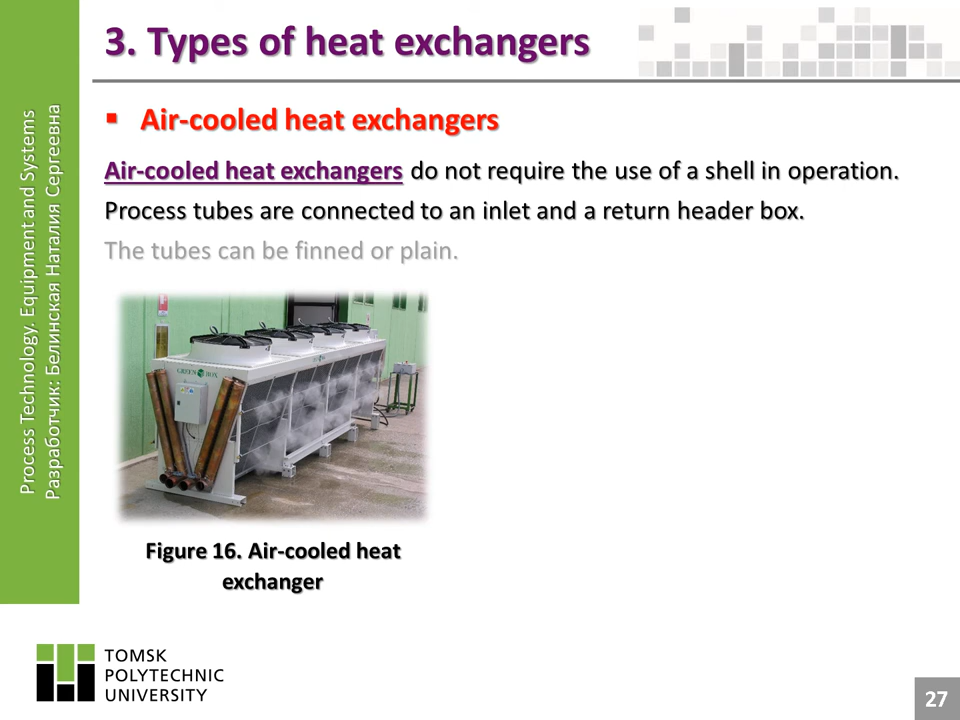 3. Types of heat exchangers
▪ Air-cooled heat exchangers
Air-cooled heat exchangers do not require the use of a shell in operation.
Process tubes are connected to an inlet and a return header box.
The tubes can be finned or plain.
GREEN BOX
Figure 16. Air-cooled heat
exchanger
Process Technology. Equipment and Systems
Разработчик: Белинская Наталия Сергеевна
TOMSK
POLYTECHNIC
UNIVERSITY
27